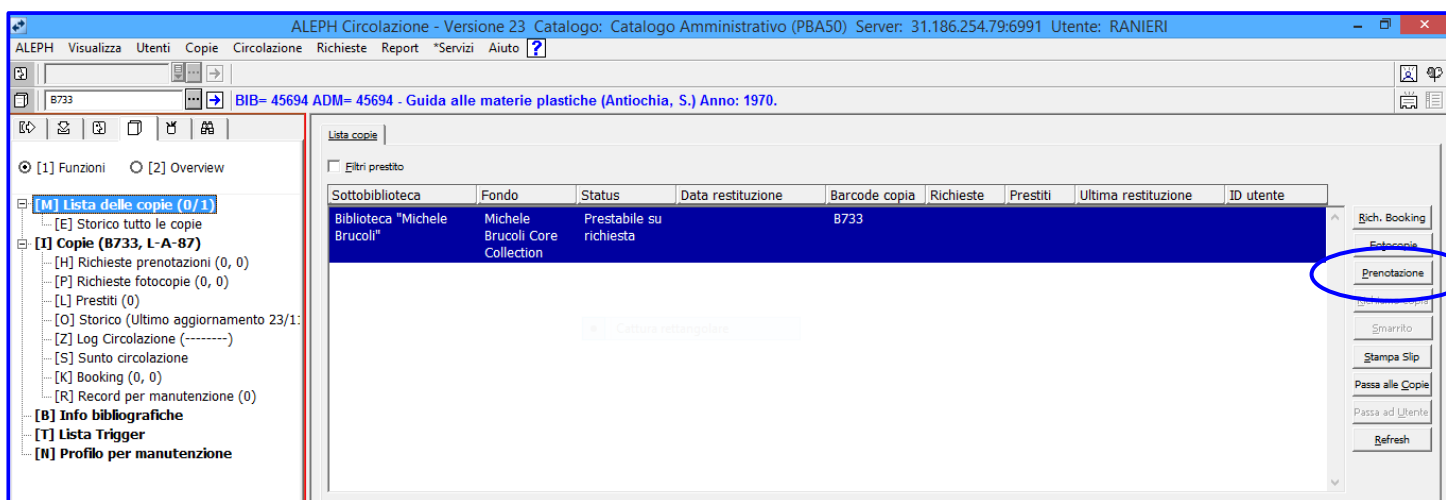 ALEPH Circolazione - Versione 23 Catalogo: Catalogo Amministrativo (PBA50) Server: 31.186.254.79:6991 Utente: RANIERI
ALEPH Visualizza Utenti Copie Circolazione Richieste Report *Servizi Aiuto ?
B733 BIB= 45694 ADM= 45694 - Guida alle materie plastiche (Antiochia, S.) Anno: 1970.
[1] Funzioni [2] Overview
[M] Lista delle copie (0/1)
[E] Storico tutto le copie
[I] Copie (B733, L-A-87)
[H] Richieste prenotazioni (0, 0)
[P] Richieste fotocopie (0, 0)
[L] Prestiti (0)
[O] Storico (Ultimo aggiornamento 23/1
[Z] Log Circolazione (--------)
[S] Sunto circolazione
[K] Booking (0, 0)
[R] Record per manutenzione (0)
[B] Info bibliografiche
[T] Lista Trigger
[N] Profilo per manutenzione
Lista copie
Filtri prestito
Sottobiblioteca Fondo Status Data restituzione Barcode copia Richieste Prestiti Ultima restituzione ID utente
Biblioteca "Michele Michele Prestabile su B733
Brucoli" Brucoli Core richiesta
Collection
Cattura rettangolare
Rich. Booking
Fotocopie
Prenotazione
Richiamo copia
Smarrito
Stampa Slip
Passa alle Copie
Passa ad Utente
Refresh